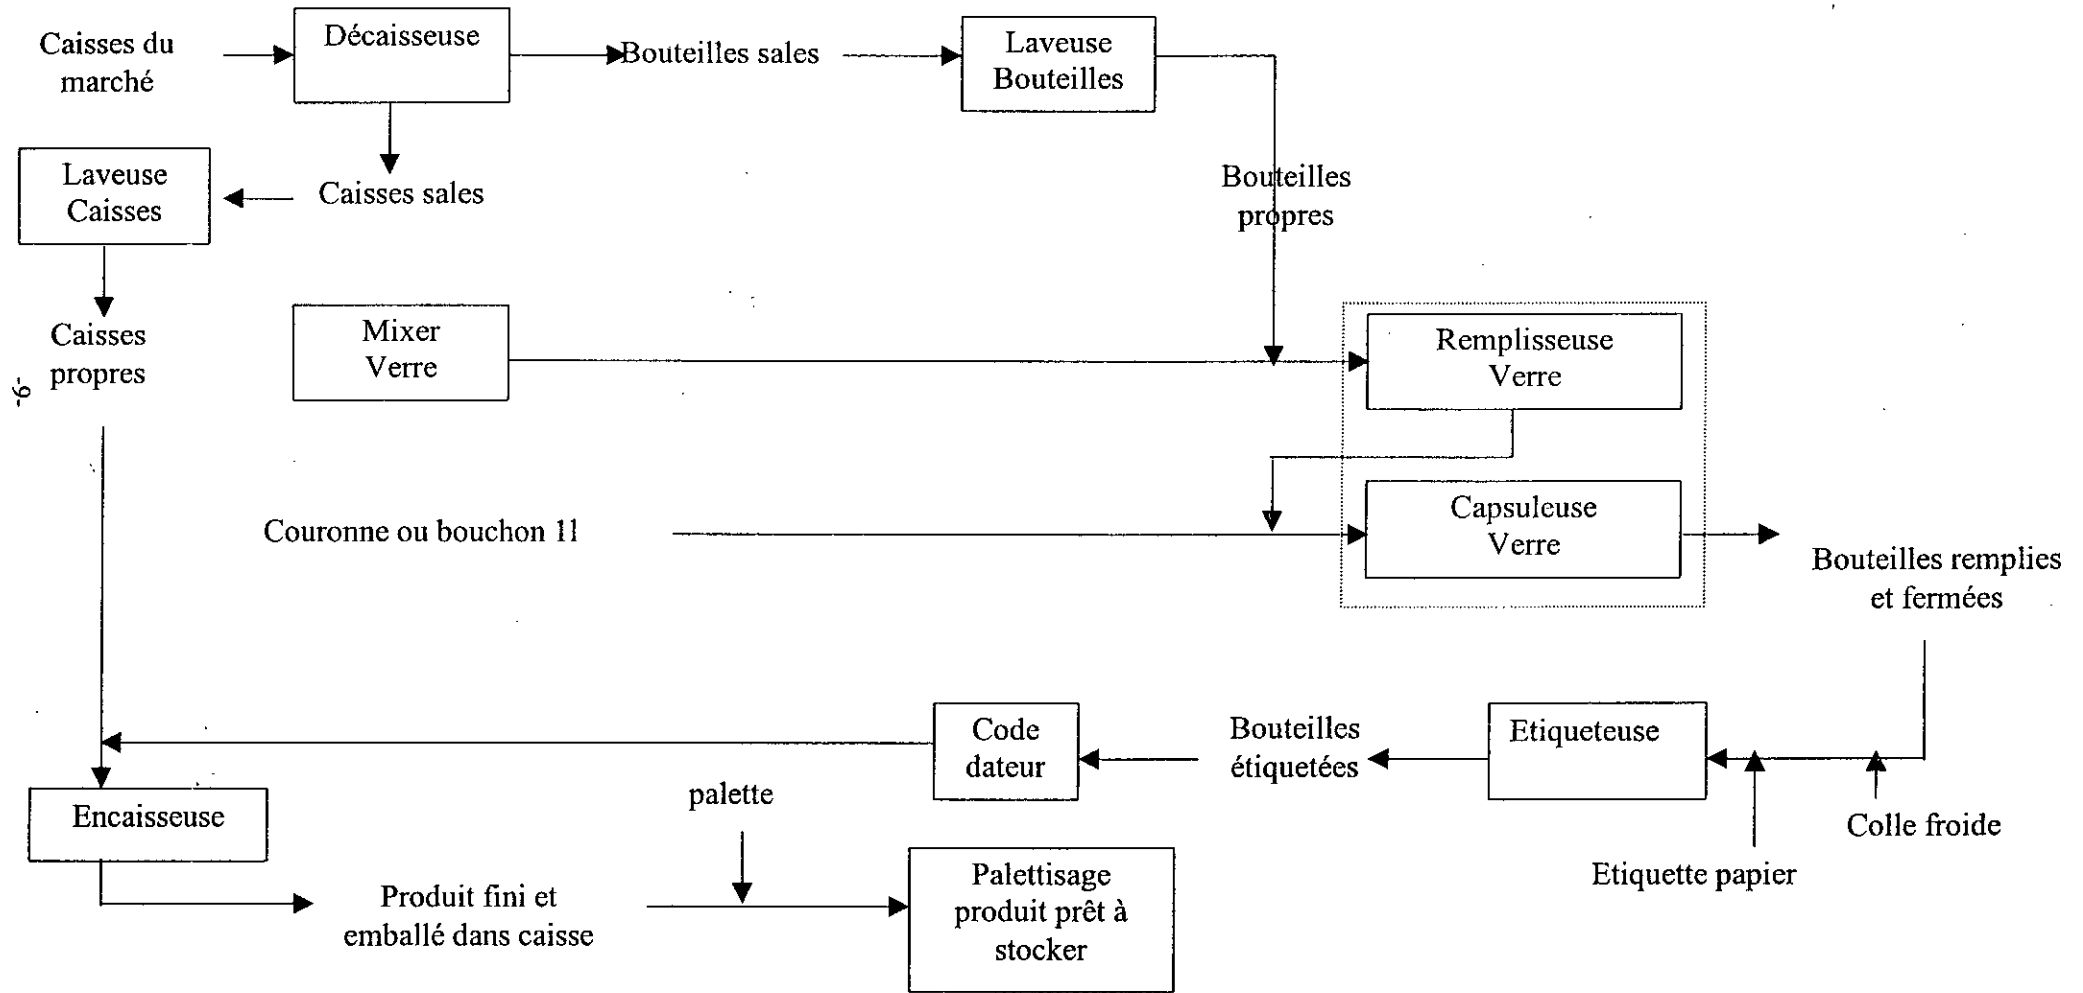 Caisses du
marché
Décaisseuse
Bouteilles sales
Laveuse
Bouteilles
Laveuse
Caisses
Caisses sales
Bouteilles
propres
Caisses
propres
Mixer
Verre
Remplisseuse
Verre
-6-
Couronne ou bouchon 1l
Capsuleuse
Verre
Bouteilles remplies
et fermées
Code
dateur
Bouteilles
étiquetées
Etiqueteuse
Colle froide
Etiquette papier
palette
Encaisseuse
Produit fini et
emballé dans caisse
Palettisage
produit prêt à
stocker